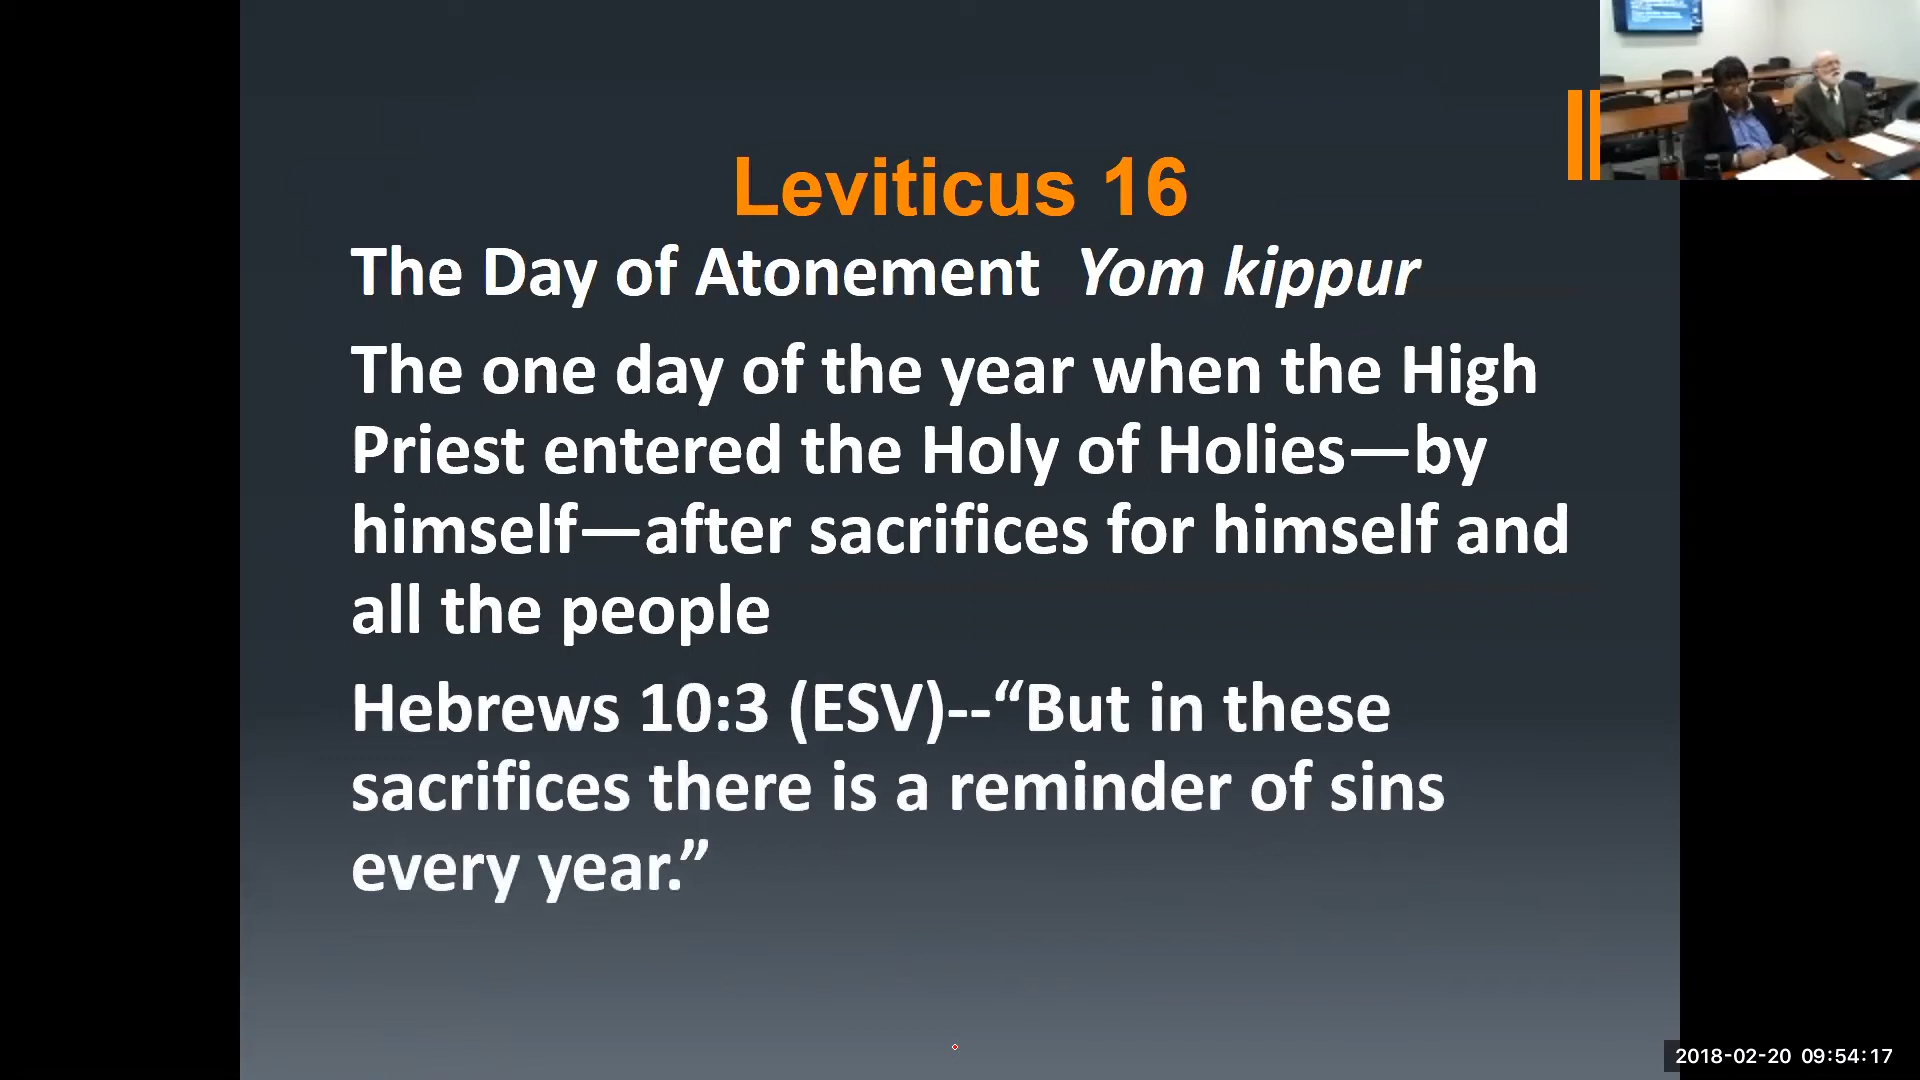 Leviticus 16
The Day of Atonement Yom kippur
The one day of the year when the High
Priest entered the Holy of Holies—by
himself—after sacrifices for himself and
all the people
Hebrews 10:3 (ESV)--“But in these
sacrifices there is a reminder of sins
every year.”
2018-02-20 09:54:17